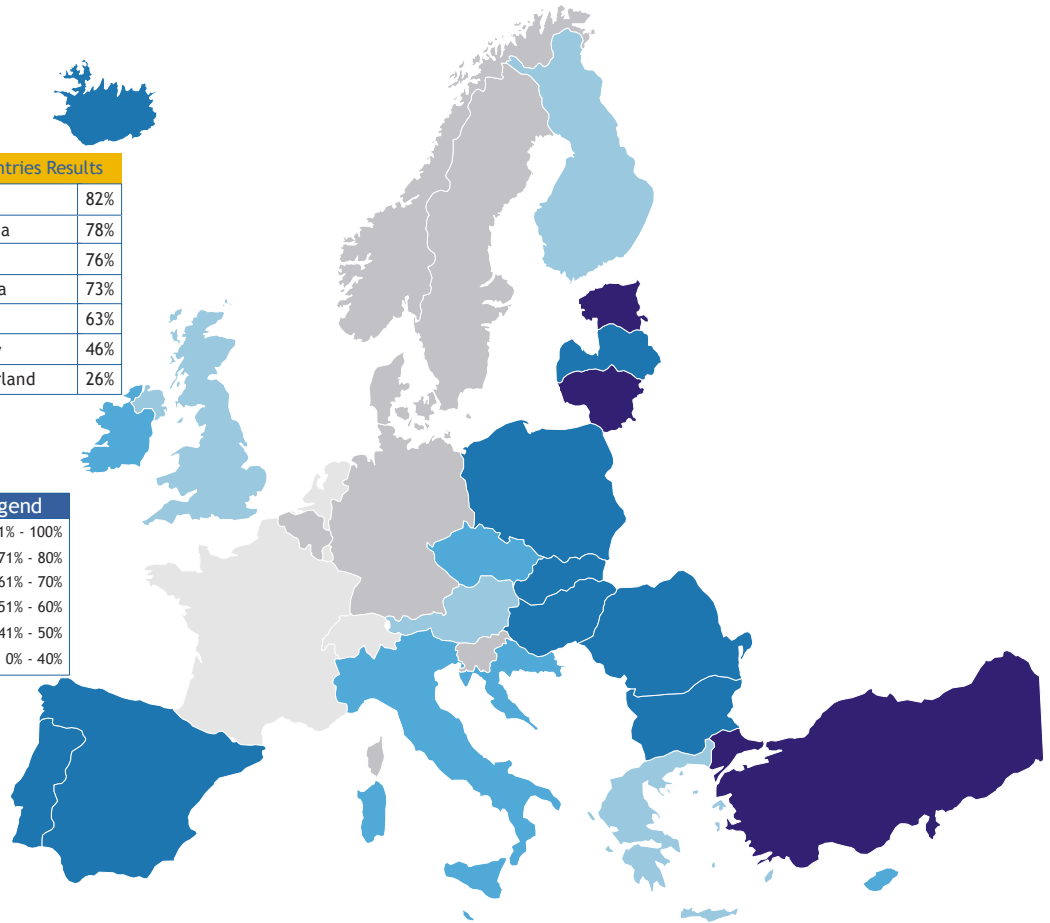 ntries Results
82%
a 78%
76%
a 73%
63%
46%
rland 26%
gend
1% - 100%
71% - 80%
61% - 70%
51% - 60%
41% - 50%
0% - 40%